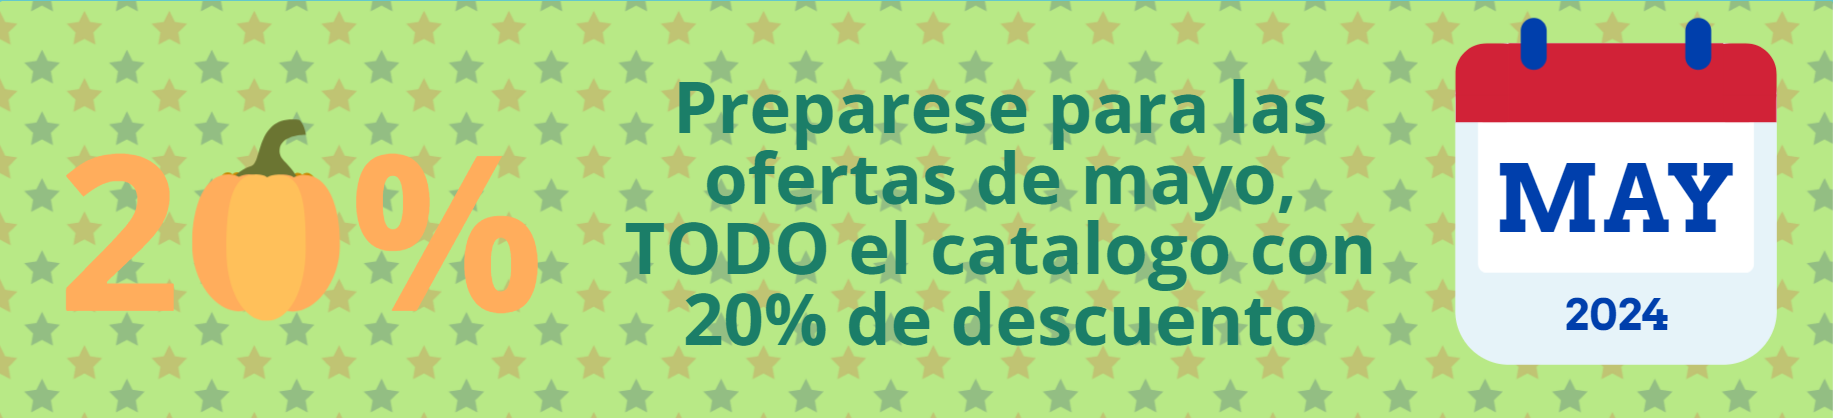 20%
Preparese para las
ofertas de mayo,
TODO el catalogo con
20% de descuento
MAY
2024